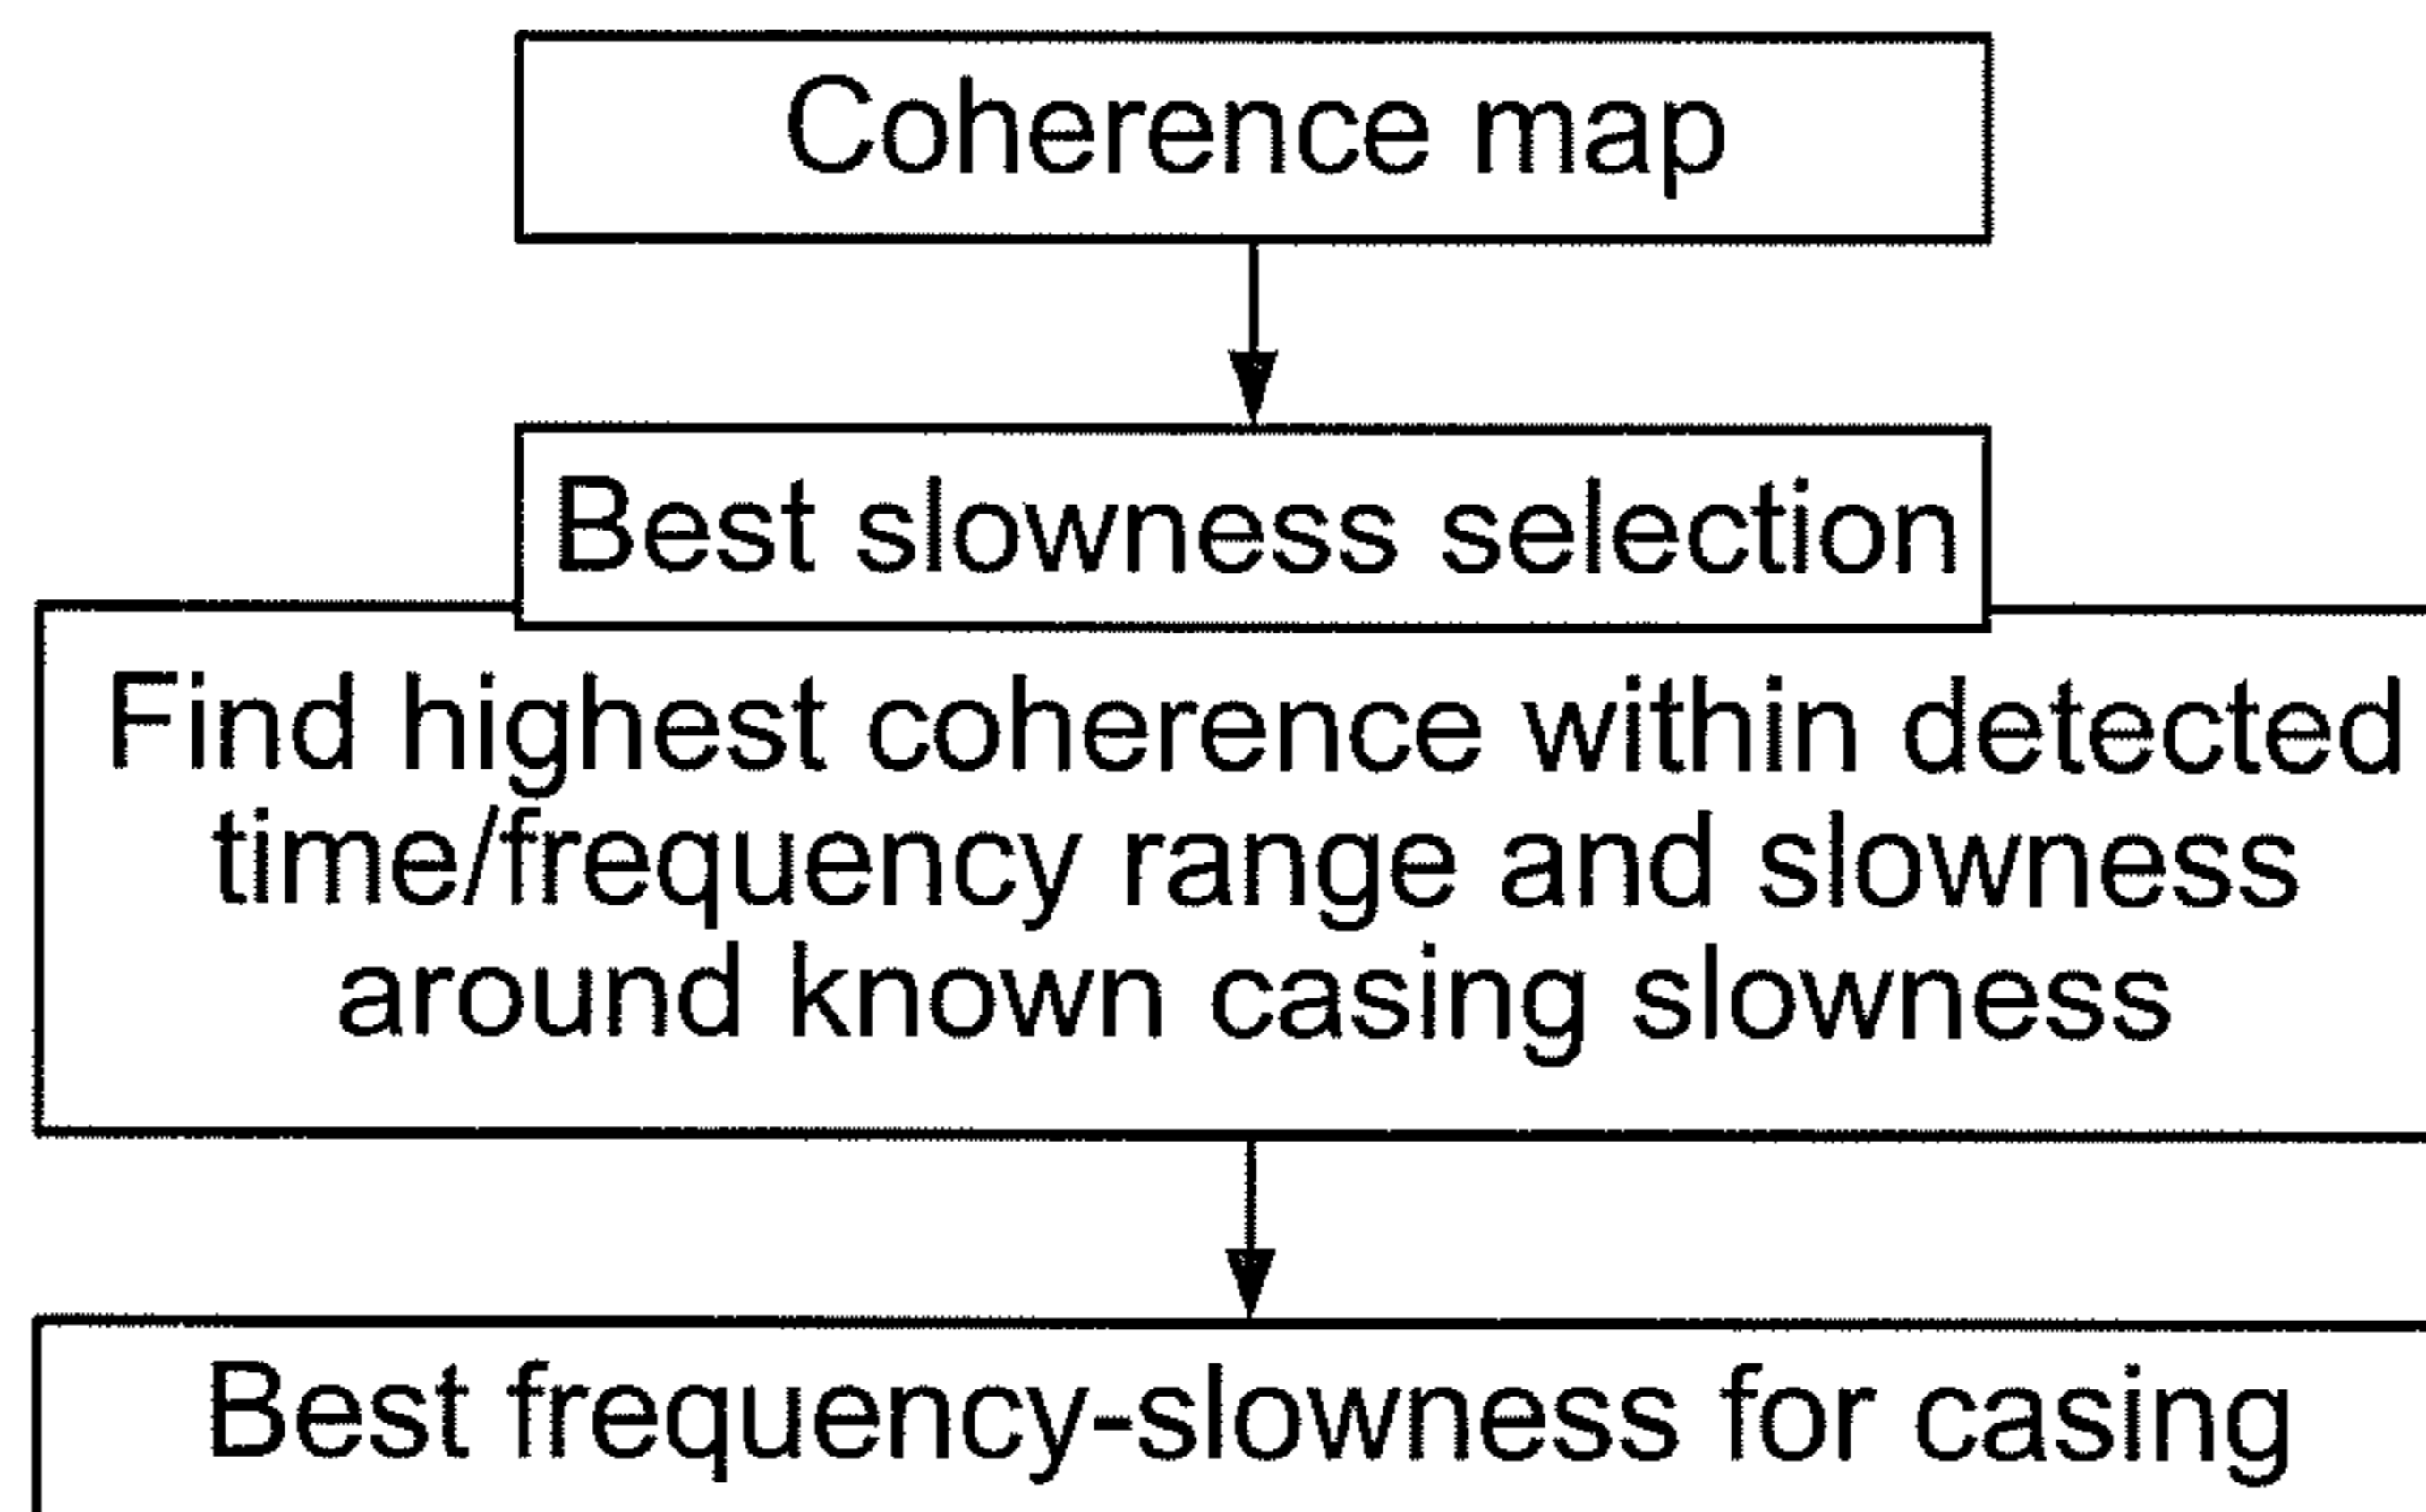 Coherence map
Best slowness selection
Find highest coherence within detected
time/frequency range and slowness
around known casing slowness
Best frequency-slowness for casing